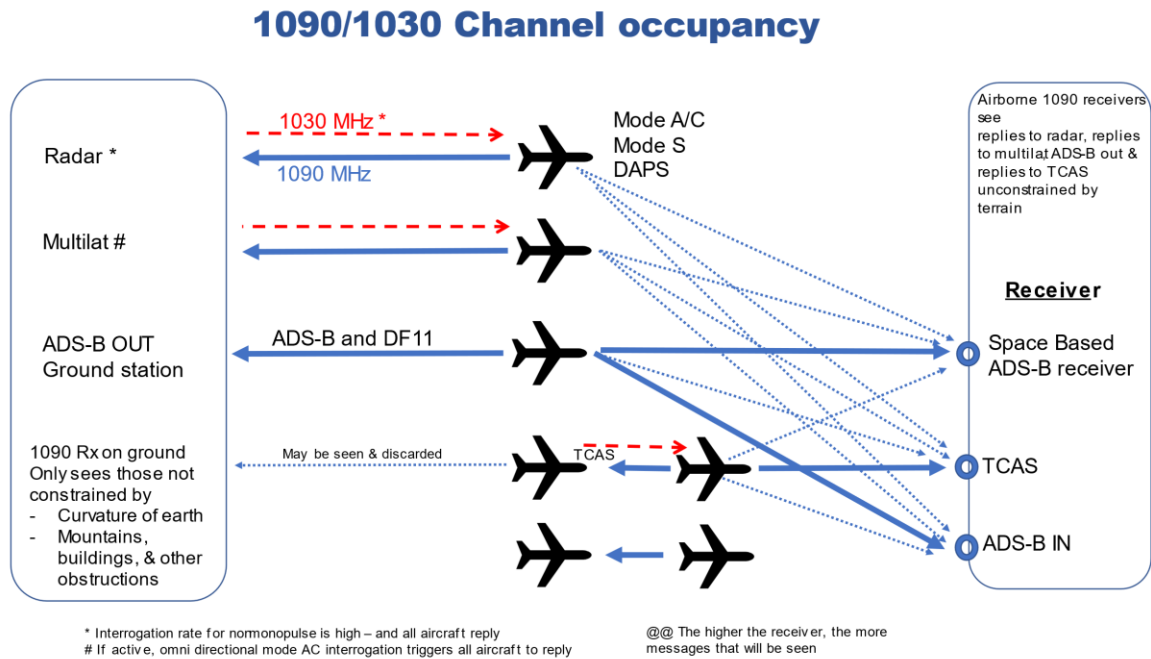 1090/1030 Channel occupancy
Radar *
1030 MHz *
1090 MHz
Mode A/C
Mode S
DAPS
Multilat #
ADS-B OUT
Ground station
ADS-B and DF11
1090 Rx on ground
Only sees those not
constrained by
- Curvature of earth
- Mountains,
buildings, & other
obstructions
May be seen & discarded
TCAS
Airborne 1090 receivers
see
replies to radar, replies
to multilat, ADS-B out &
replies to TCAS
unconstrained by
terrain
Receiver
Space Based
ADS-B receiver
TCAS
ADS-B IN
* Interrogation rate for normonopulse is high – and all aircraft reply
# If active, omni directional mode AC interrogation triggers all aircraft to reply
@@ The higher the receiver, the more
messages that will be seen